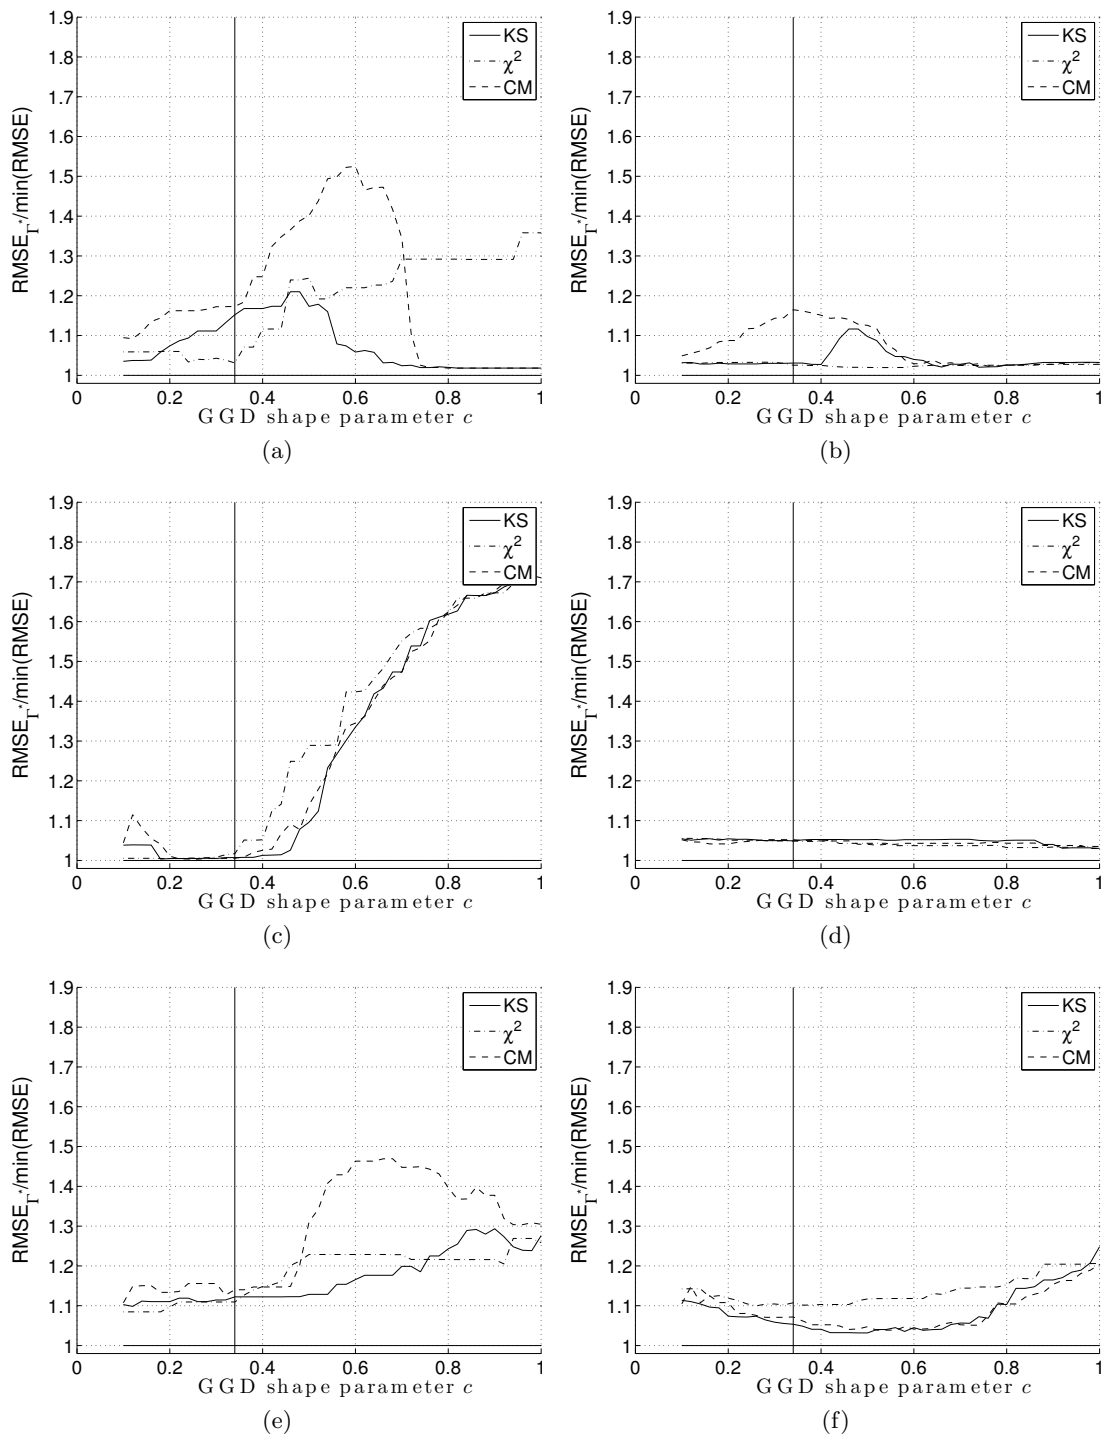 1.9
1.8
1.7
1.6
1.5
1.4
1.3
1.2
1.1
1
0 0.2 0.4 0.6 0.8 1
RMSE_Γ*/min(RMSE)
GGD shape parameter c
KS
χ²
CM
(a)
1.9
1.8
1.7
1.6
1.5
1.4
1.3
1.2
1.1
1
0 0.2 0.4 0.6 0.8 1
RMSE_Γ*/min(RMSE)
GGD shape parameter c
KS
χ²
CM
(b)
1.9
1.8
1.7
1.6
1.5
1.4
1.3
1.2
1.1
1
0 0.2 0.4 0.6 0.8 1
RMSE_Γ*/min(RMSE)
GGD shape parameter c
KS
χ²
CM
(c)
1.9
1.8
1.7
1.6
1.5
1.4
1.3
1.2
1.1
1
0 0.2 0.4 0.6 0.8 1
RMSE_Γ*/min(RMSE)
GGD shape parameter c
KS
χ²
CM
(d)
1.9
1.8
1.7
1.6
1.5
1.4
1.3
1.2
1.1
1
0 0.2 0.4 0.6 0.8 1
RMSE_Γ*/min(RMSE)
GGD shape parameter c
KS
χ²
CM
(e)
1.9
1.8
1.7
1.6
1.5
1.4
1.3
1.2
1.1
1
0 0.2 0.4 0.6 0.8 1
RMSE_Γ*/min(RMSE)
GGD shape parameter c
KS
χ²
CM
(f)